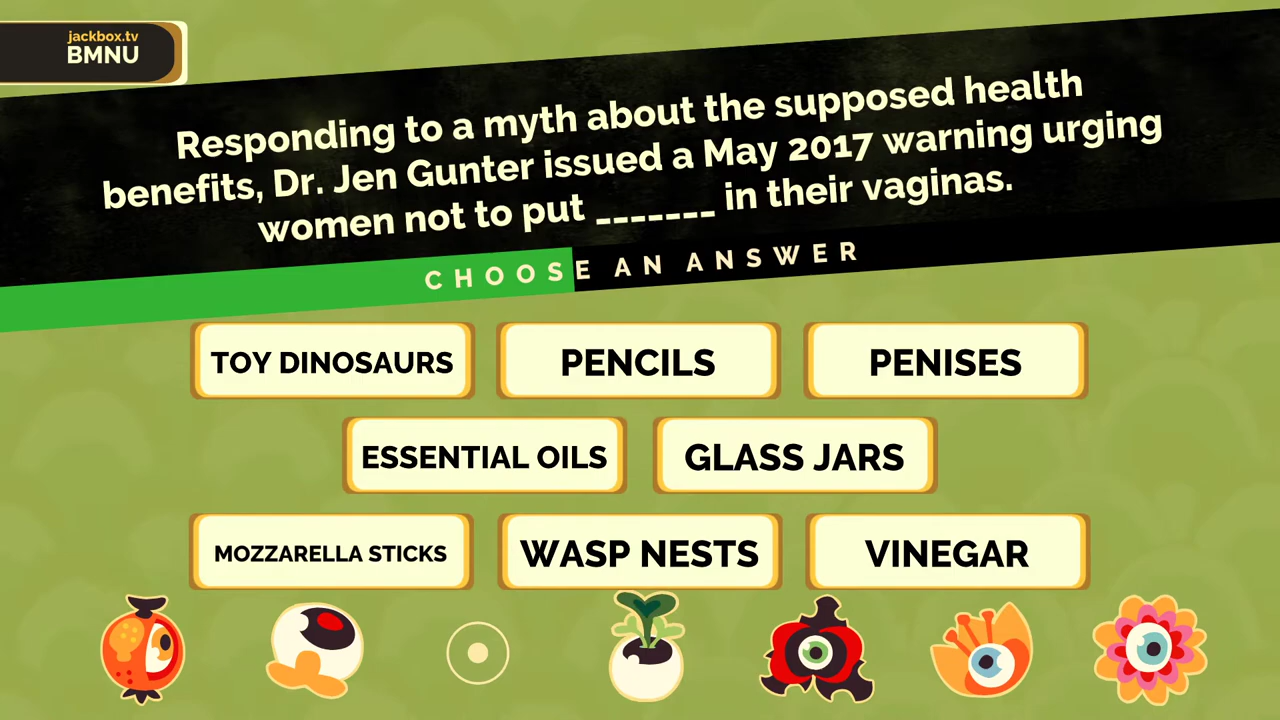 jackbox.tv
BMNU
Responding to a myth about the supposed health
benefits, Dr. Jen Gunter issued a May 2017 warning urging
women not to put _______ in their vaginas.
CHOOSE AN ANSWER
TOY DINOSAURS
PENCILS
PENISES
ESSENTIAL OILS
GLASS JARS
MOZZARELLA STICKS
WASP NESTS
VINEGAR